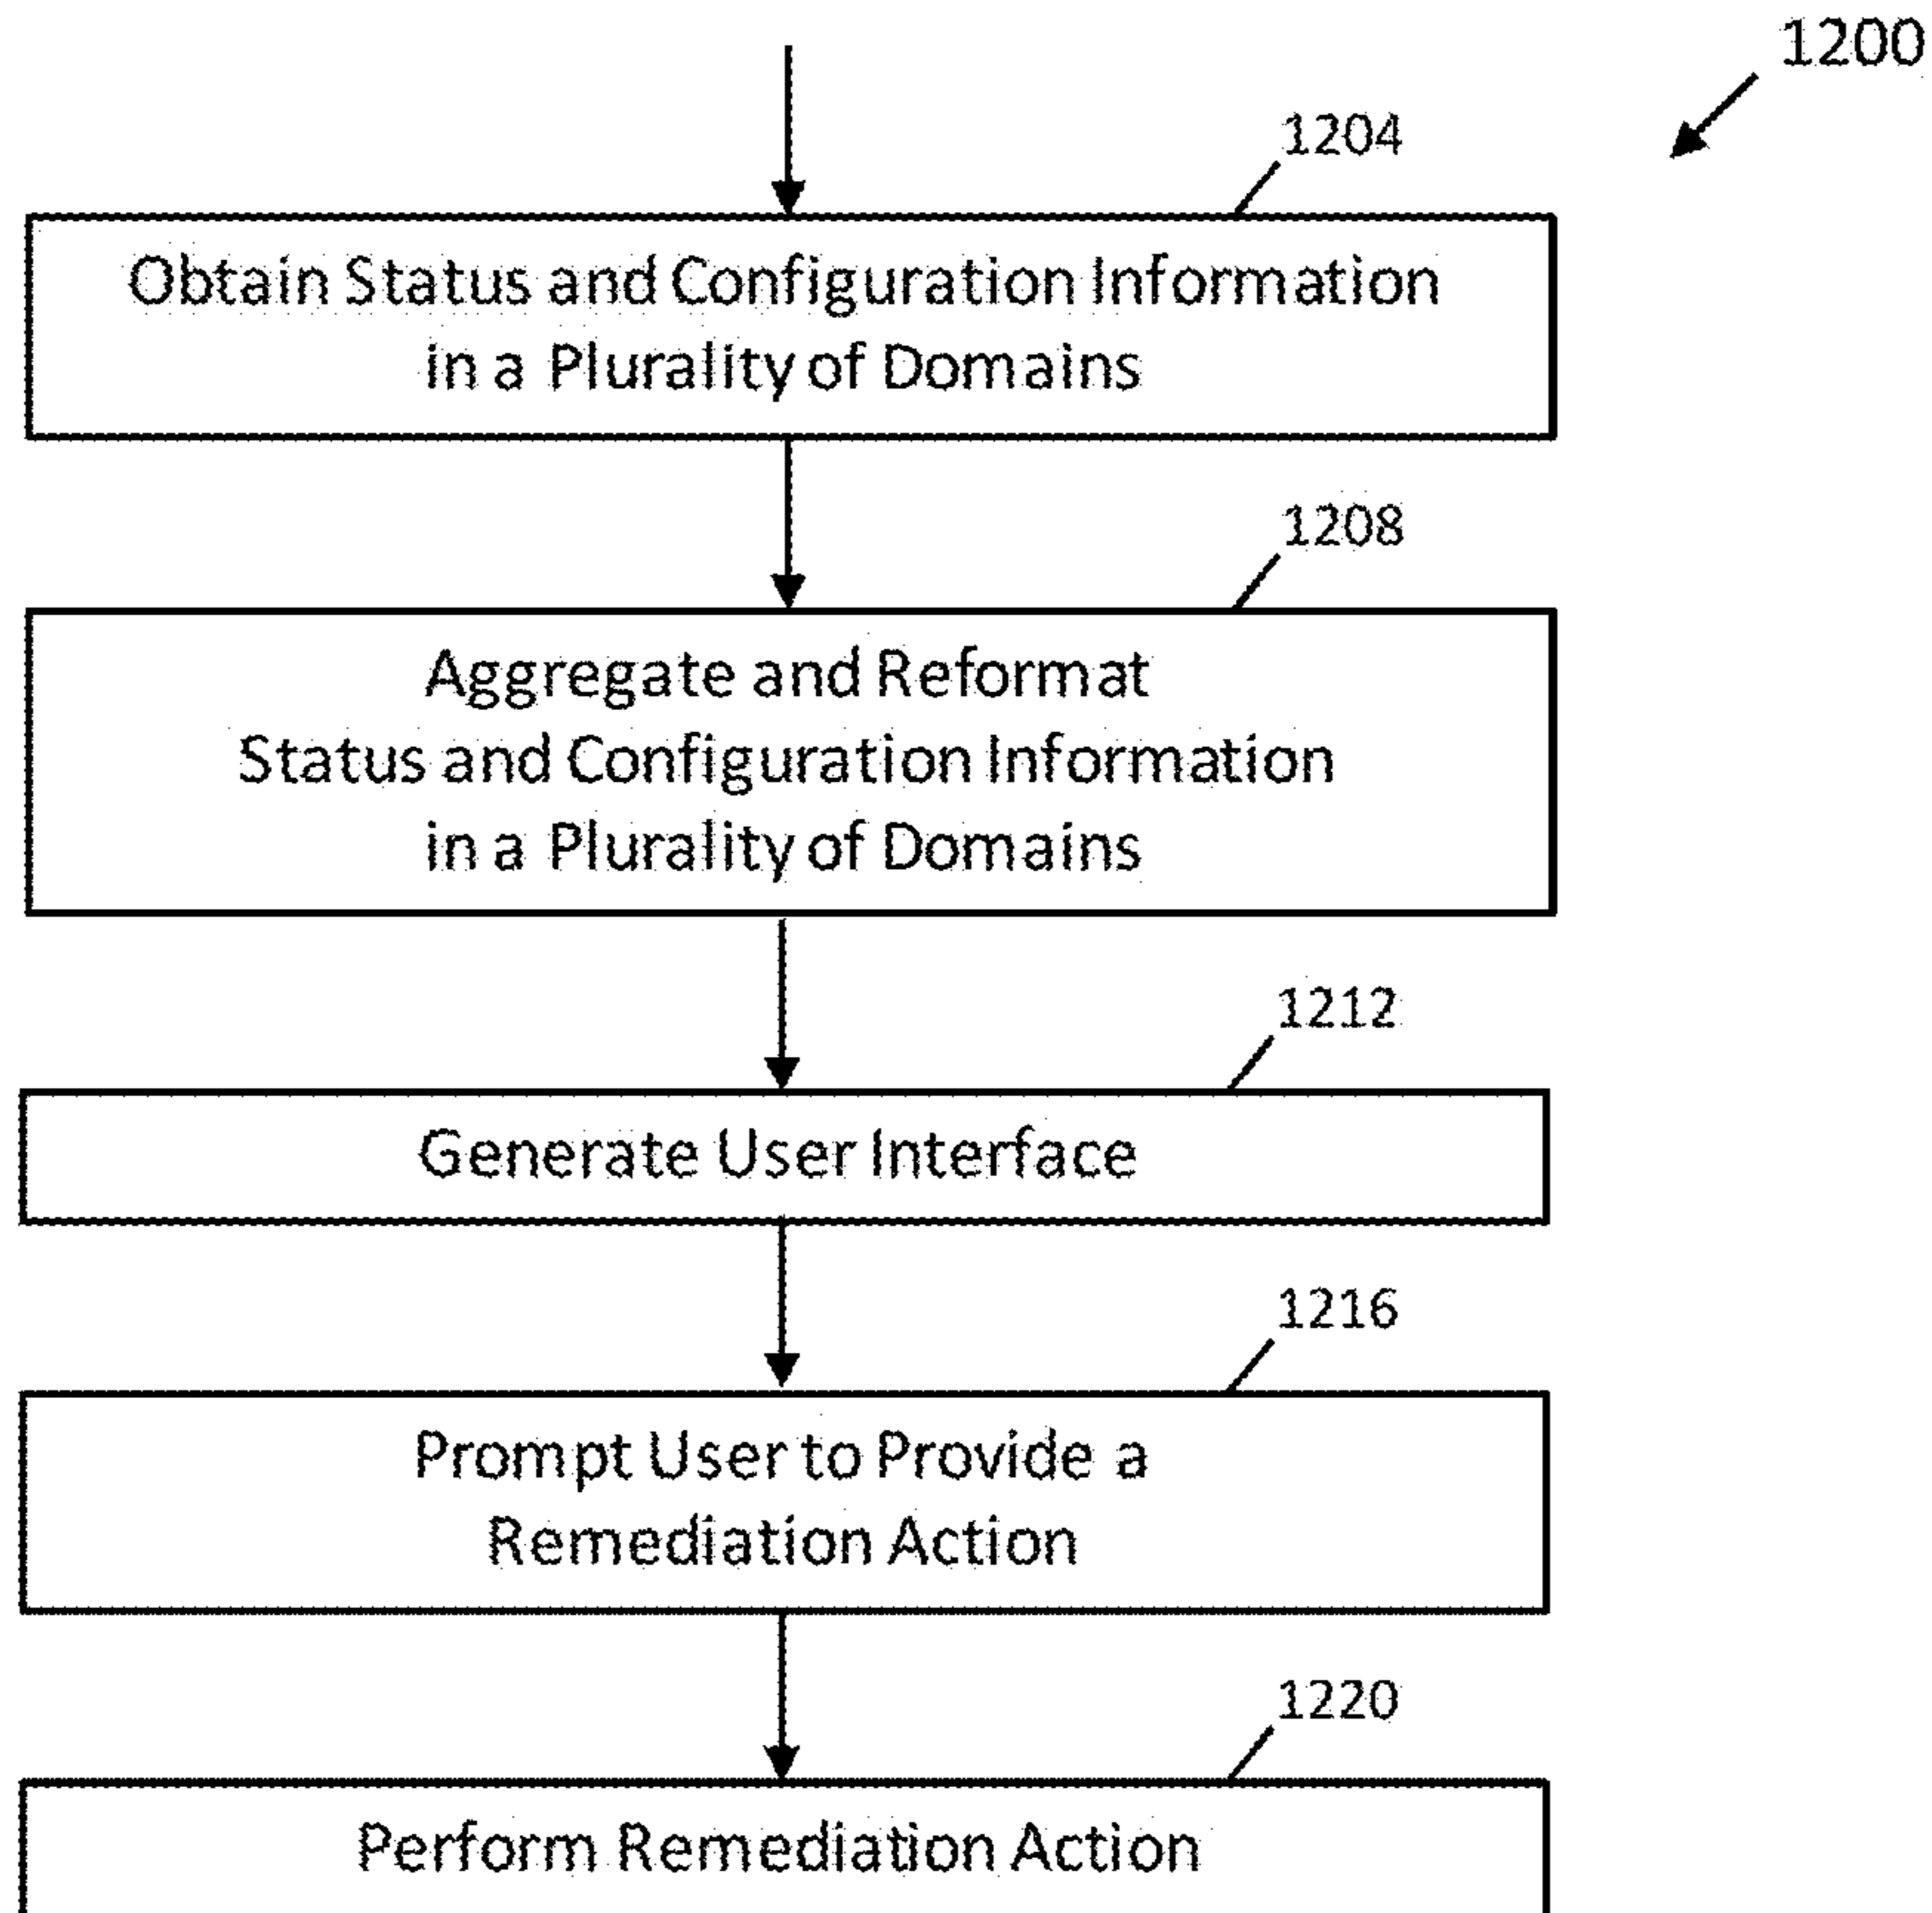 1200
1204
Obtain Status and Configuration Information
in a Plurality of Domains
1208
Aggregate and Reformat
Status and Configuration Information
in a Plurality of Domains
1212
Generate User Interface
1216
Prompt User to Provide a
Remediation Action
1220
Perform Remediation Action